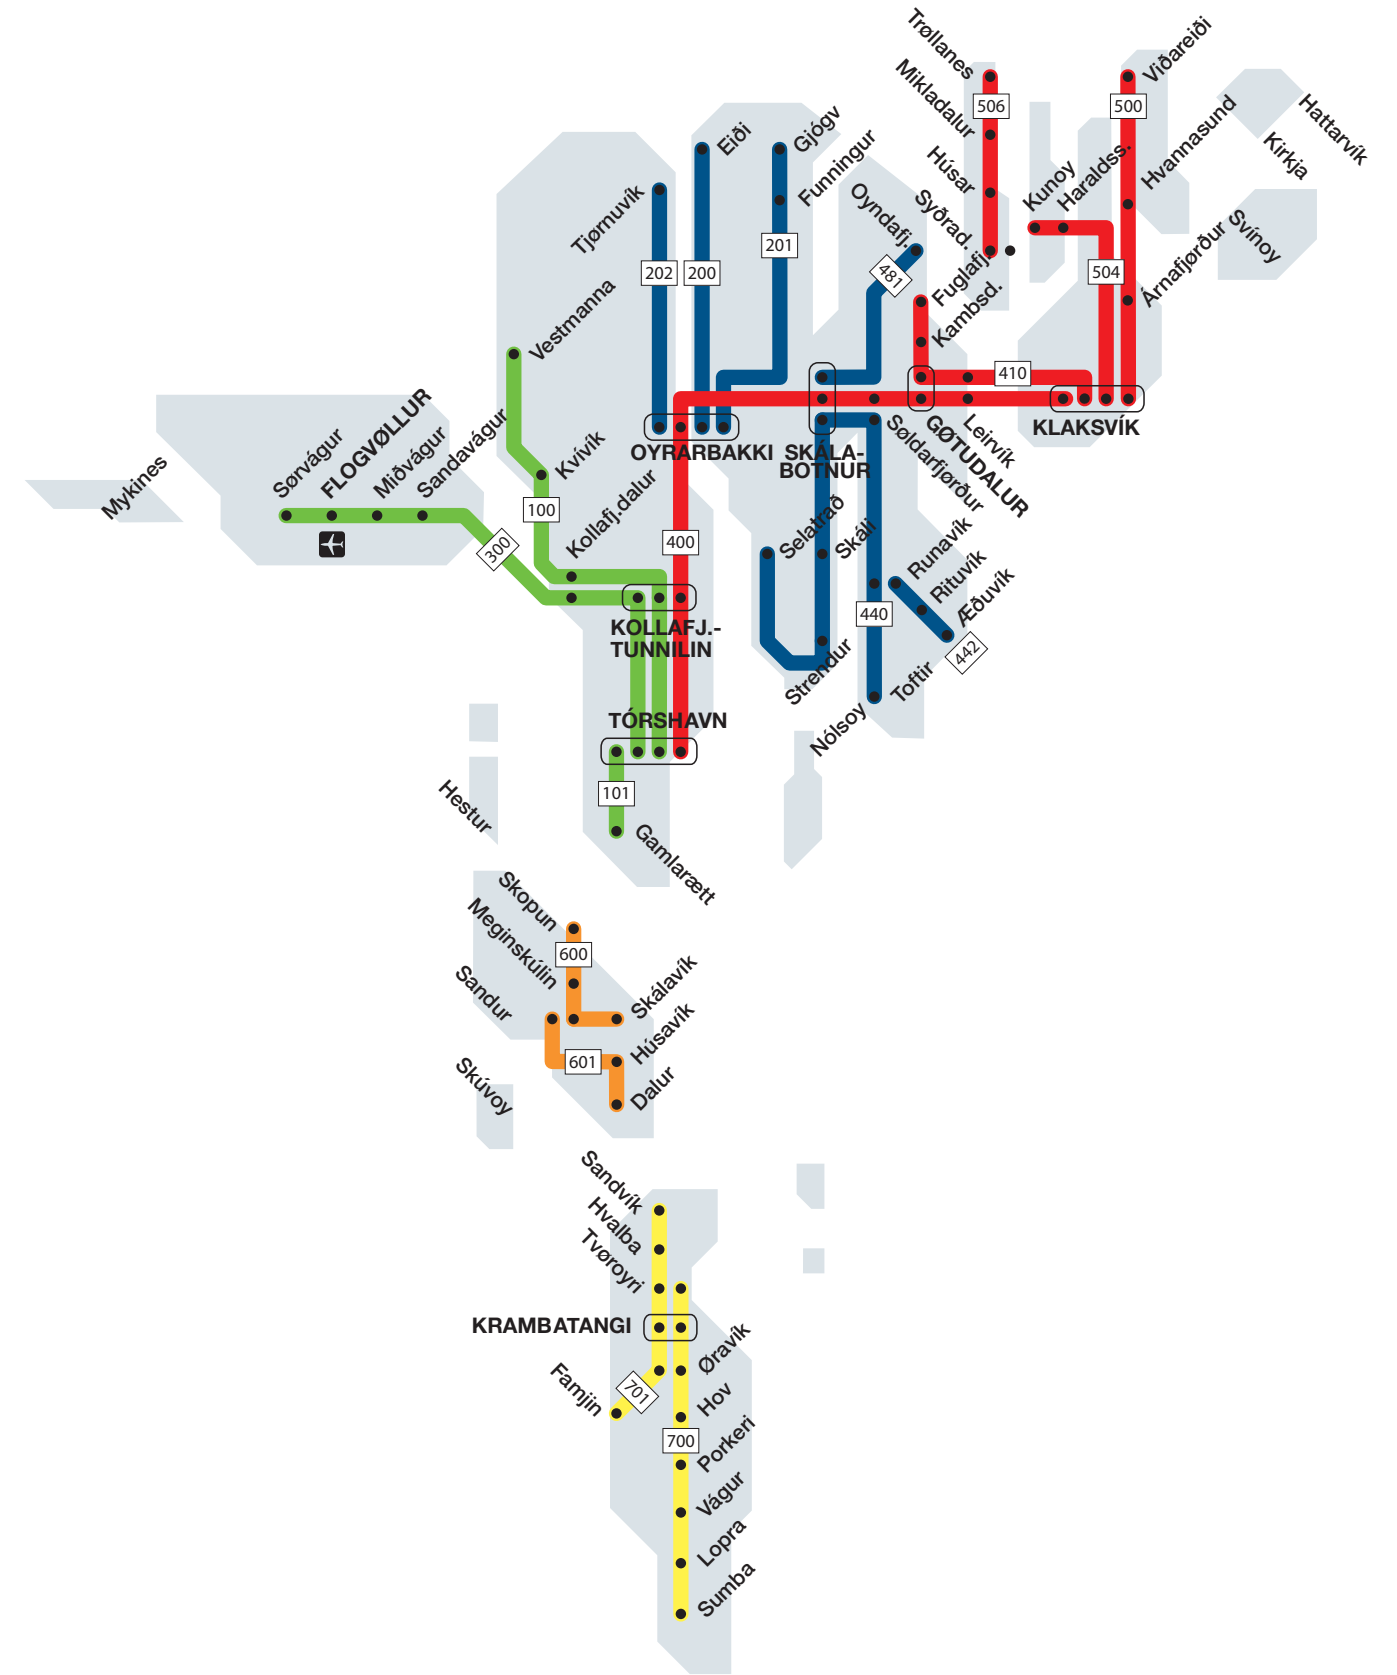 Trøllanes
Mikladalur
Húsar
Syðrad.
506
Viðareiði
500
Hvannasund
Árnafjørður
Hattarvík
Kirkja
Svínoy
Kunoy
Haraldss.
504
Eiði
200
Gjógv
Funningur
201
Tjørnuvík
202
Oyndafj.
481
Fuglafj.
Kambsd.
410
Vestmanna
Kvívík
100
Kollafj.dalur
400
OYRARBAKKI
SKÁLA-
BOTNUR
Søldarfjørður
GØTUDALUR
Leirvík
KLAKSVÍK
Mykines
Sørvágur
FLOGVØLLUR
Miðvágur
Sandavágur
300
Selatrað
Skáli
Strendur
440
Runavík
Rituvík
Æðuvík
442
Toftir
Nólsoy
KOLLAFJ.-
TUNNILIN
TÓRSHAVN
101
Gamlarætt
Hestur
Skopun
Meginskúlin
600
Sandur
Skálavík
Húsavík
601
Dalur
Skúvoy
Sandvík
Hvalba
Tvøroyri
KRAMBATANGI
Øravík
Famjin
701
Hov
700
Porkeri
Vágur
Lopra
Sumba